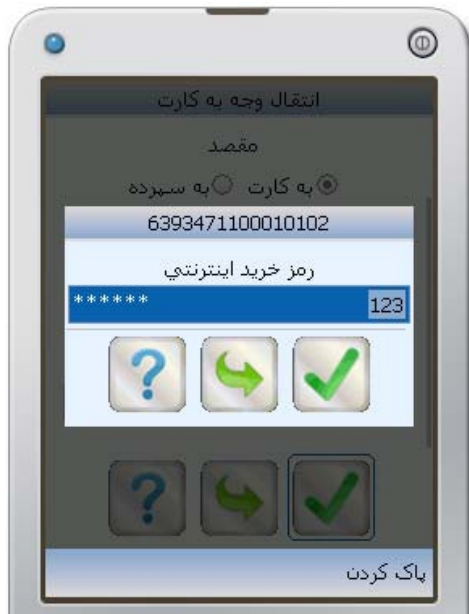 انتقال وجه به کارت
مقصد
به کارت به سپرده
6393471100010102
رمز خرید اینترنتي
****** 123
پاک کردن